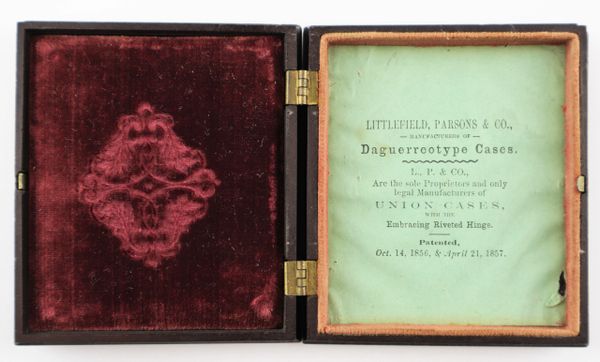 LITTLEFIELD, PARSONS & CO.,
— MANUFACTURERS OF —
Daguerreotype Cases.
L., P. & CO.,
Are the sole Proprietors and only
legal Manufacturers of
UNION CASES,
WITH THE
Embracing Riveted Hinge.
Patented,
Oct. 14, 1856, & April 21, 1857.